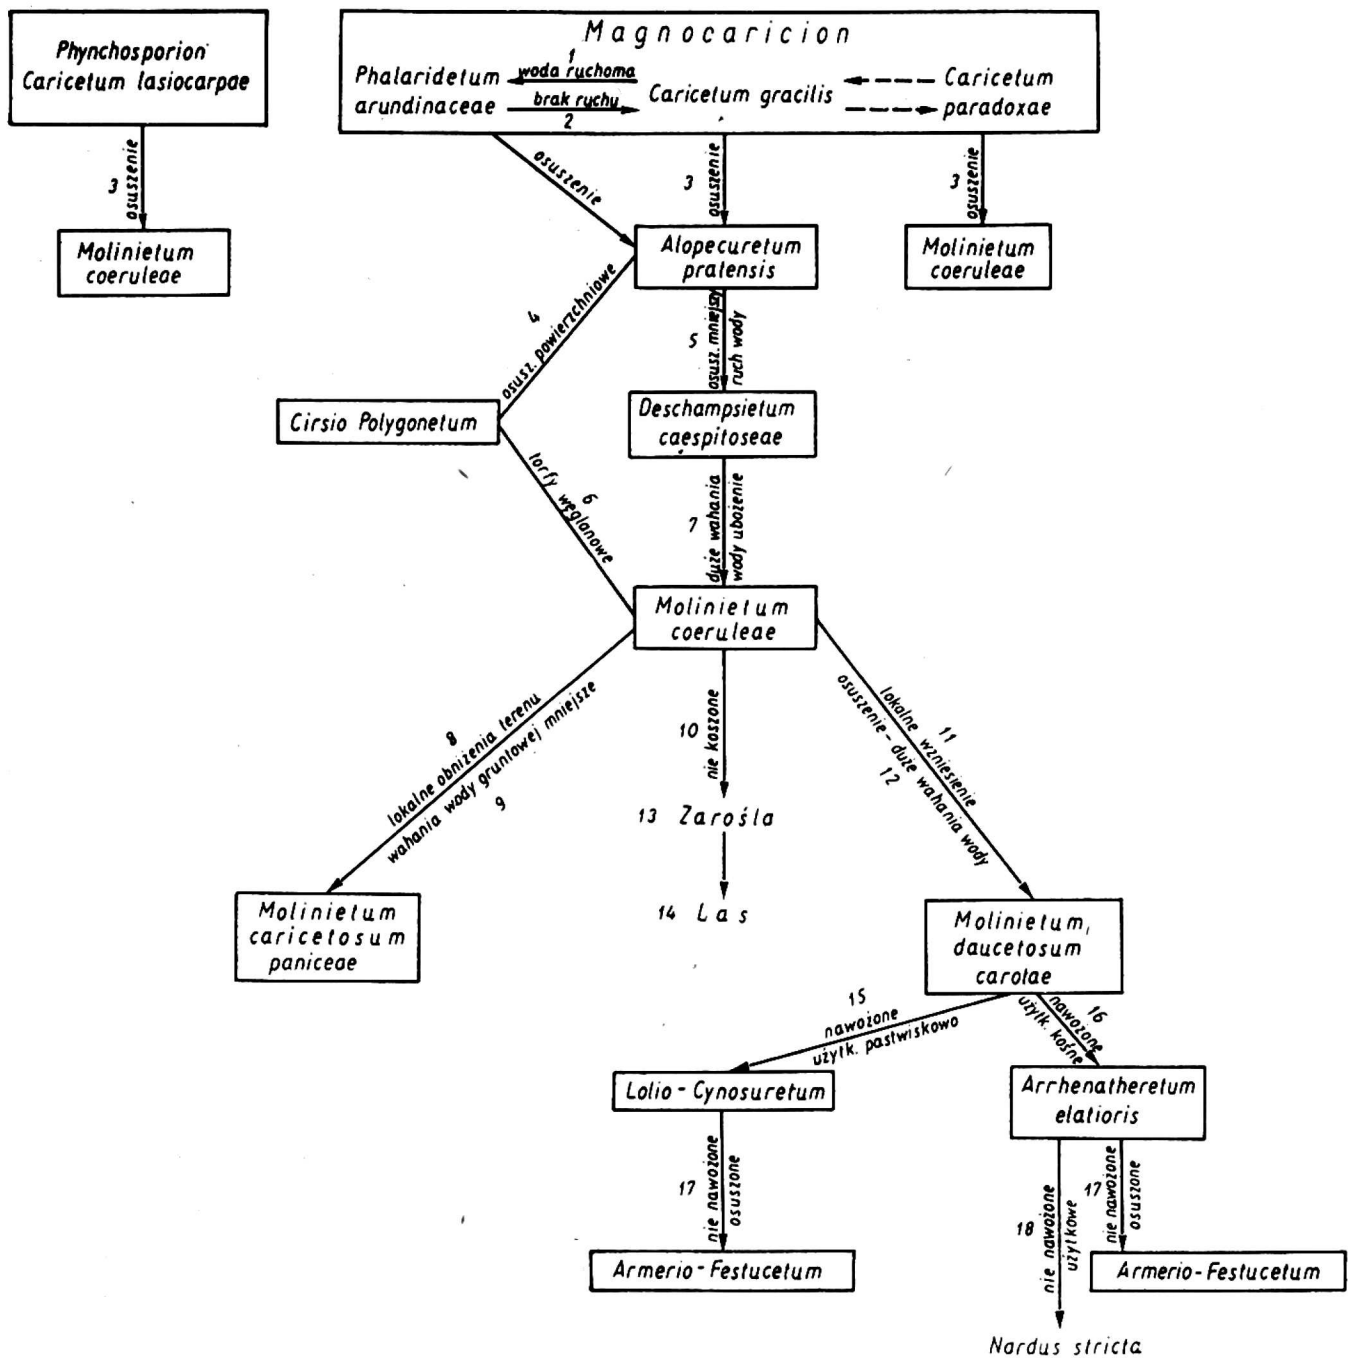 Phynchosporion
Caricetum lasiocarpae
Magnocaricion
1
Phalaridetum
arundinaceae
woda ruchoma
brak ruchu
2
Caricetum gracilis
Caricetum
paradoxae
3
osuszenie
osuszenie
3
osuszenie
3
osuszenie
Molinietum
coeruleae
Alopecuretum
pratensis
Molinietum
coeruleae
4
osusz. powierzchniowe
5
osusz. mniejszy
ruch wody
Cirsio Polygonetum
Deschampsietum
caespitoseae
6
torfy
węglanowe
7
duże wahania
wody ubożenie
Molinietum
coeruleae
8
lokalne obniżenia terenu
wahania wody gruntowej mniejsze
9
10
nie koszone
11
lokalne wzniesienie
osuszenie - duże wahania wody
12
13 Zarośla
14 Las
Molinietum
caricetosum
paniceae
Molinietum,
daucetosum
carotae
15
nawożone
użytk. pastwiskowo
16
nawożone
użytk. kośne
Lolio - Cynosuretum
Arrhenatheretum
elatioris
17
nie nawożone
osuszone
18
nie nawożone
użytkowe
17
nie nawożone
osuszone
Armerio - Festucetum
Armerio - Festucetum
Nardus stricta